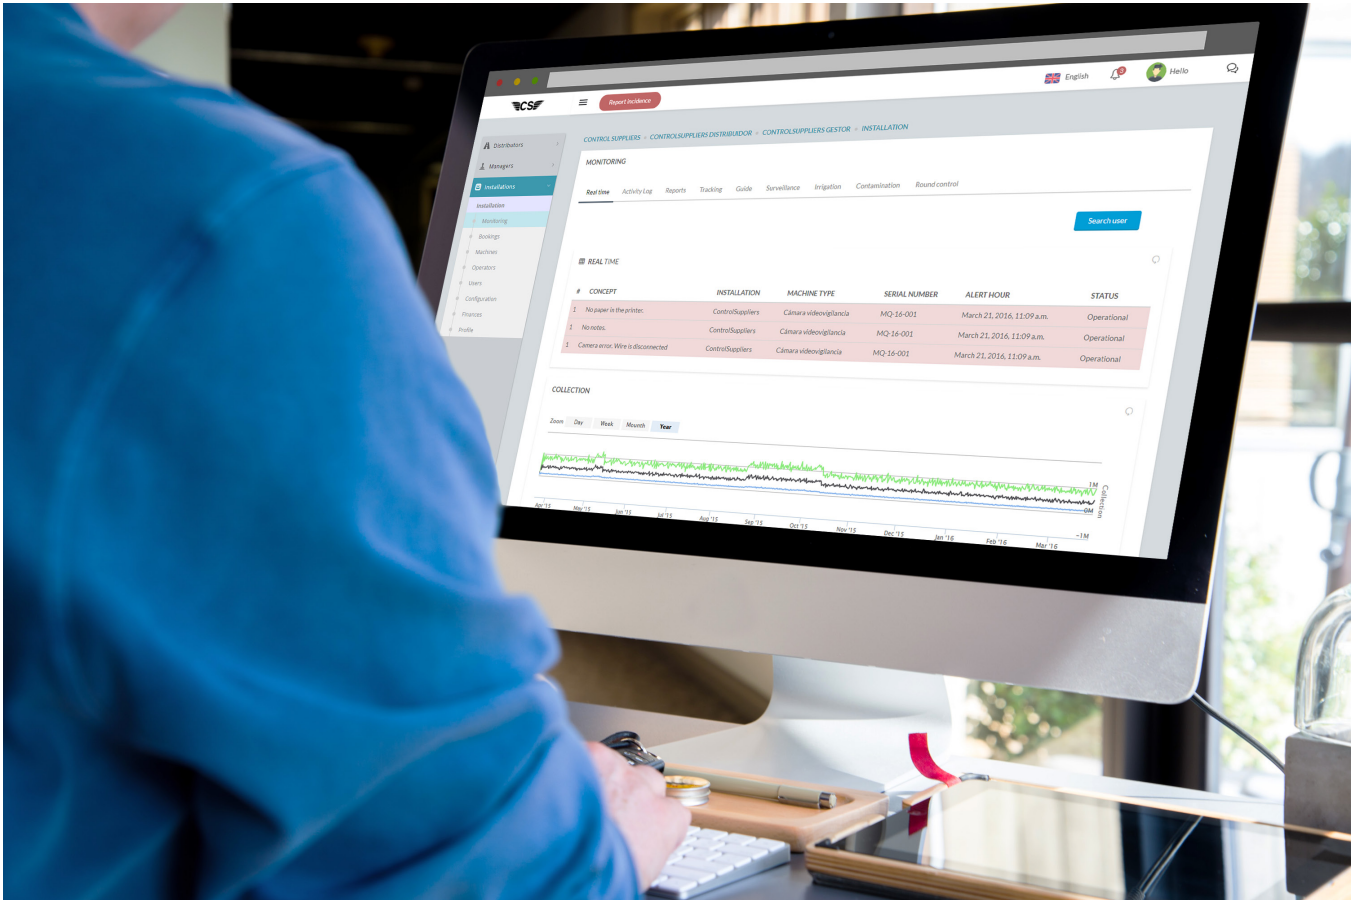 English
3
Hello
CS
Report Incidence
CONTROL SUPPLIERS » CONTROLSUPPLIERS DISTRIBUIDOR » CONTROLSUPPLIERS GESTOR » INSTALLATION
Distributors
Managers
Installations
Installation
Monitoring
Bookings
Machines
Operators
Users
Configuration
Finances
Profile
MONITORING
Real time Activity Log Reports Tracking Guide Surveillance Irrigation Contamination Round control
Search user
REAL TIME
# CONCEPT INSTALLATION MACHINE TYPE SERIAL NUMBER ALERT HOUR STATUS
1 No paper in the printer. ControlSuppliers Cámara videovigilancia MQ-16-001 March 21, 2016, 11:09 a.m. Operational
1 No notes. ControlSuppliers Cámara videovigilancia MQ-16-001 March 21, 2016, 11:09 a.m. Operational
1 Camera error. Wire is disconnected ControlSuppliers Cámara videovigilancia MQ-16-001 March 21, 2016, 11:09 a.m. Operational
COLLECTION
Zoom Day Week Mounth Year
1M
0M
-1M
Collection
Apr '15 May '15 Jun '15 Jul '15 Aug '15 Sep '15 Oct '15 Nov '15 Dec '15 Jan '16 Feb '16 Mar '16